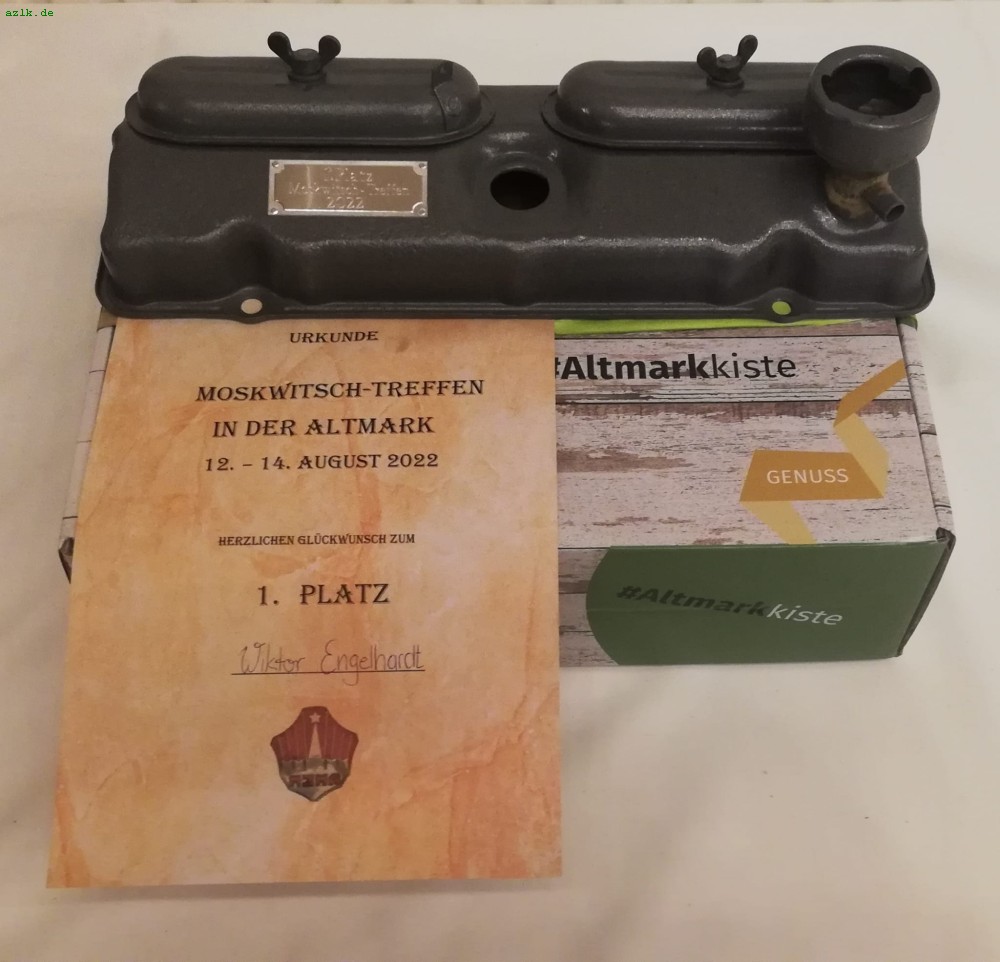 azlk.de
1.Platz
Moskwitsch-Treffen
2022
URKUNDE
MOSKWITSCH-TREFFEN
IN DER ALTMARK
12. – 14. AUGUST 2022
HERZLICHEN GLÜCKWUNSCH ZUM
1. PLATZ
Wiktor Engelhardt
#Altmarkkiste
GENUSS
#Altmarkkiste